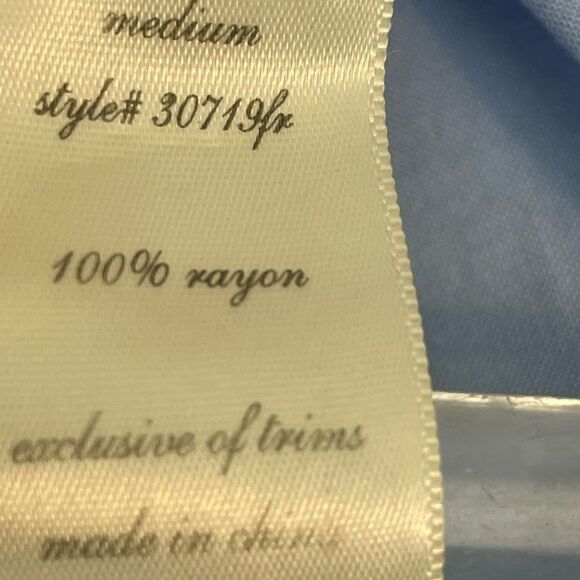 medium
style# 30719fr
100% rayon
exclusive of trims
made in china